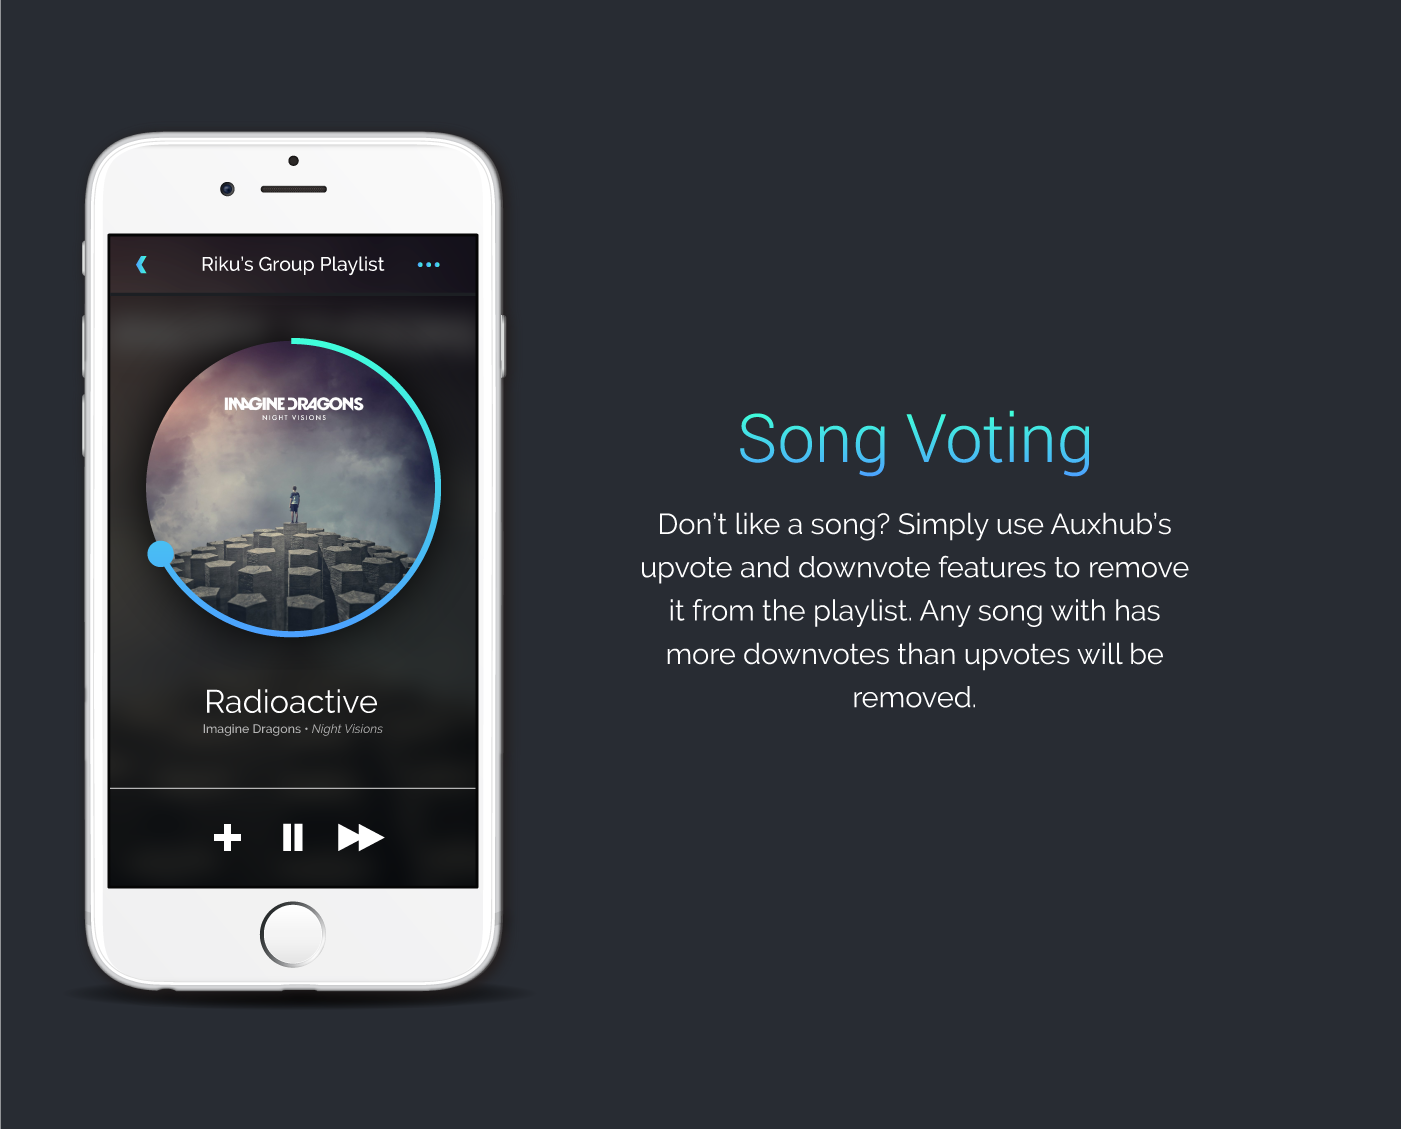 Riku’s Group Playlist
IMAGINE DRAGONS
NIGHT VISIONS
Radioactive
Imagine Dragons • Night Visions
Song Voting
Don’t like a song? Simply use Auxhub’s
upvote and downvote features to remove
it from the playlist. Any song with has
more downvotes than upvotes will be
removed.